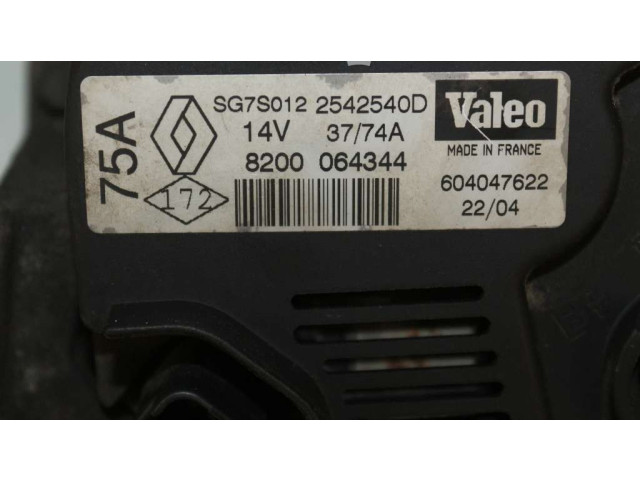 75A
SG7S012 2542540D
14V 37/74A
8200 064344
172
Valeo
MADE IN FRANCE
604047622
22/04